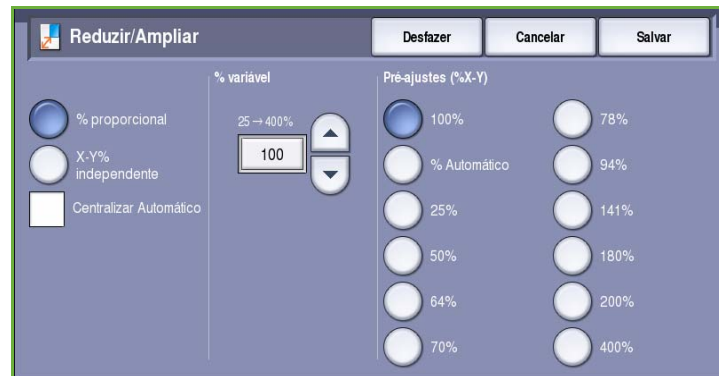 Reduzir/Ampliar
Desfazer
Cancelar
Salvar
% proporcional
X-Y%
independente
Centralizar Automático
% variável
25→400%
100
Pré-ajustes (%X-Y)
100%
% Automático
25%
50%
64%
70%
78%
94%
141%
180%
200%
400%